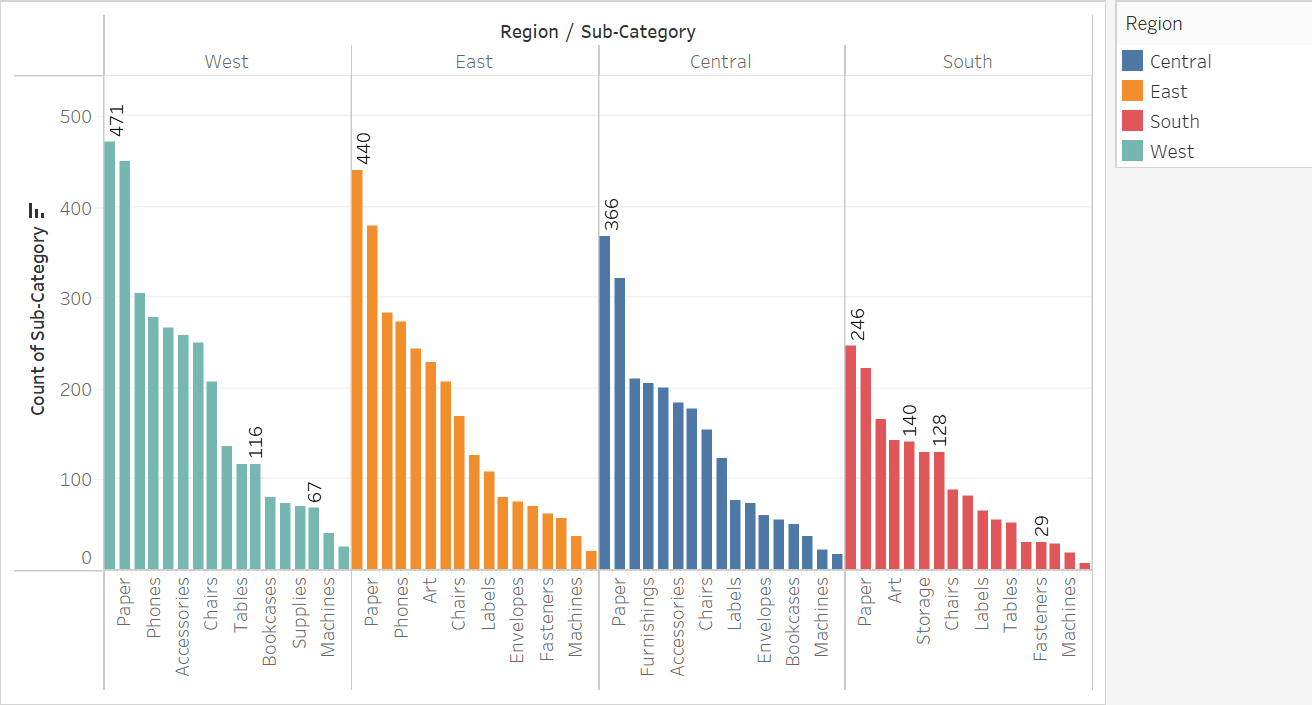 Region / Sub-Category
West East Central South
Count of Sub-Category
500
400
300
200
100
0
471
116
67
440
366
246
140
128
29
Paper
Phones
Accessories
Chairs
Tables
Bookcases
Supplies
Machines
Paper
Phones
Art
Chairs
Labels
Envelopes
Fasteners
Machines
Paper
Furnishings
Accessories
Chairs
Labels
Envelopes
Bookcases
Machines
Paper
Art
Storage
Chairs
Labels
Tables
Fasteners
Machines
Region
Central
East
South
West